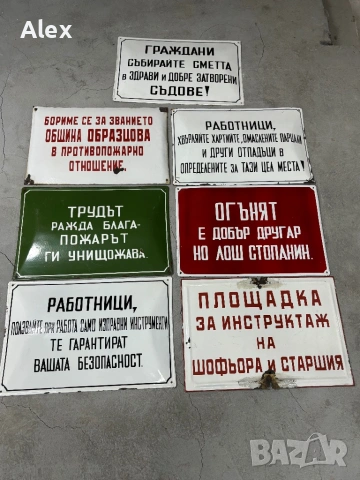 Alex
ГРАЖДАНИ
СЪБИРАЙТЕ СМЕТТА
В ЗДРАВИ И ДОБРЕ ЗАТВОРЕНИ
СЪДОВЕ!
БОРИМЕ СЕ ЗА ЗВАНИЕТО
ОБЩИНА ОБРАЗЦОВА
В ПРОТИВОПОЖАРНО
ОТНОШЕНИЕ.
РАБОТНИЦИ,
ХВЪРЛЯЙТЕ ХАРТИИТЕ, ОМАСЛЕНИТЕ ПАРЦАЛИ
И ДРУГИ ОТПАДЪЦИ В
ОПРЕДЕЛЕНИТЕ ЗА ТАЗИ ЦЕЛ МЕСТА!
ТРУДЪТ
РАЖДА БЛАГА-
ПОЖАРЪТ
ГИ УНИЩОЖАВА.
ОГЪНЯТ
Е ДОБЪР ДРУГАР
НО ЛОШ СТОПАНИН.
РАБОТНИЦИ,
ПОЛЗВАЙТЕ ПРИ РАБОТА САМО ИЗПРАВНИ ИНСТРУМЕНТИ
ТЕ ГАРАНТИРАТ
ВАШАТА БЕЗОПАСНОСТ.
ПЛОЩАДКА
ЗА ИНСТРУКТАЖ
НА
ШОФЬОРА И СТАРШИЯ
BAZAR